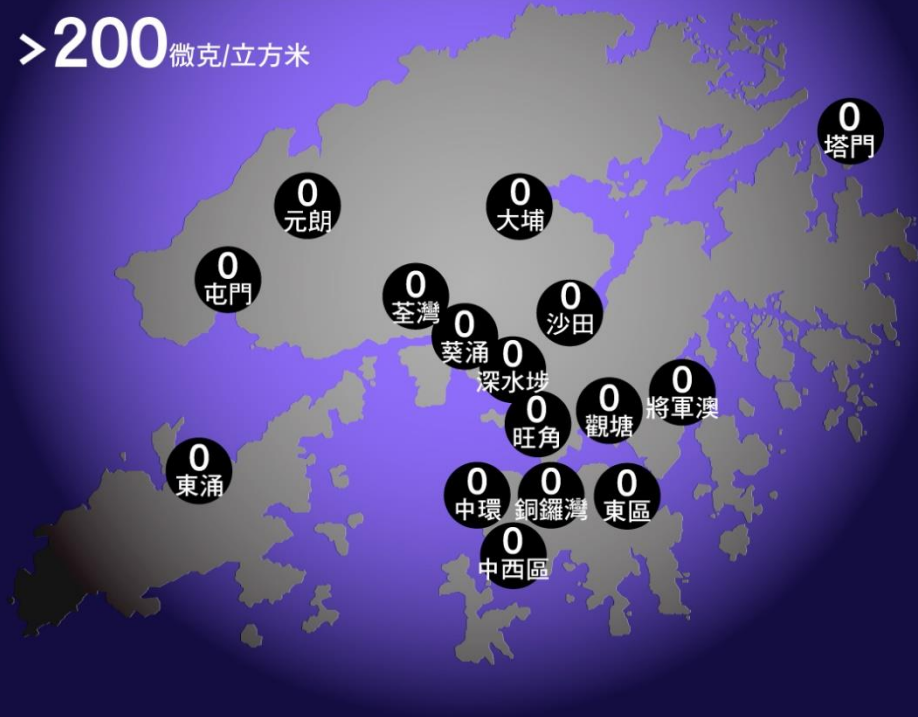 >200微克/立方米
0
塔門
0
元朗
0
大埔
0
屯門
0
荃灣
0
沙田
0
葵涌
0
深水埗
0
將軍澳
0
觀塘
0
旺角
0
東涌
0
中環
0
銅鑼灣
0
東區
0
中西區